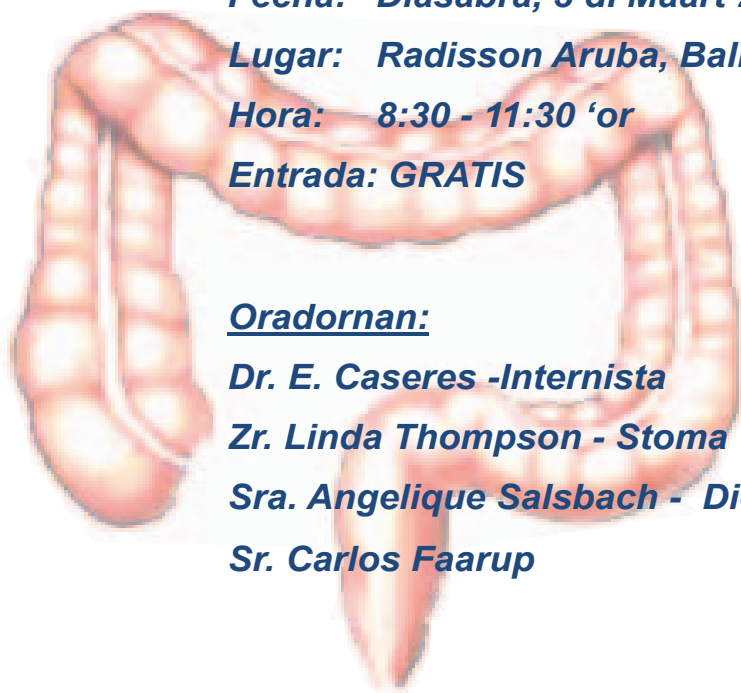 Lugar: Radisson Aruba,
Hora: 8:30 - 11:30 ‘or
Entrada: GRATIS
Oradornan:
Dr. E. Caseres -Internista
Zr. Linda Thompson - Stoma
Sra. Angelique Salsbach -
Sr. Carlos Faarup